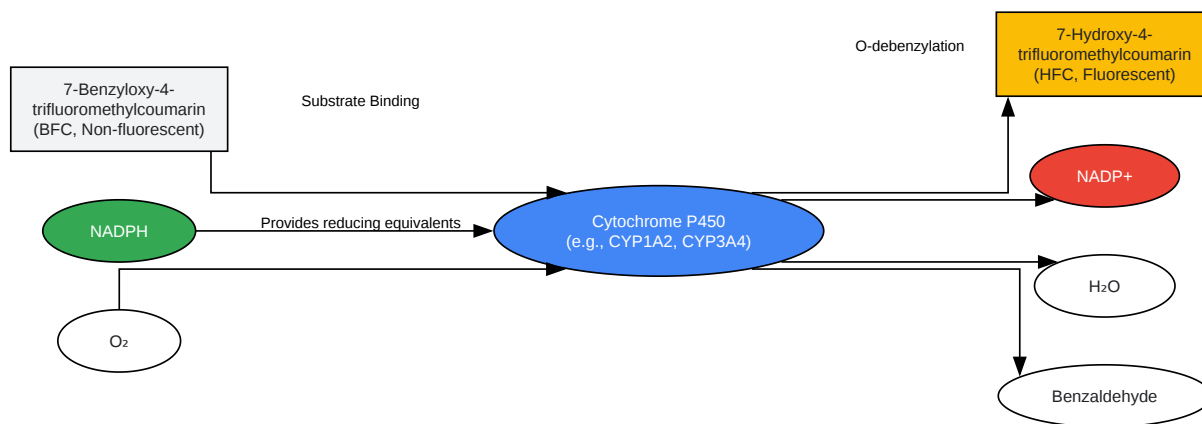 7-Benzyloxy-4-
trifluoromethylcoumarin
(BFC, Non-fluorescent)
Substrate Binding
NADPH
Provides reducing equivalents
O₂
Cytochrome P450
(e.g., CYP1A2, CYP3A4)
O-debenzylation
7-Hydroxy-4-
trifluoromethylcoumarin
(HFC, Fluorescent)
NADP+
H₂O
Benzaldehyde